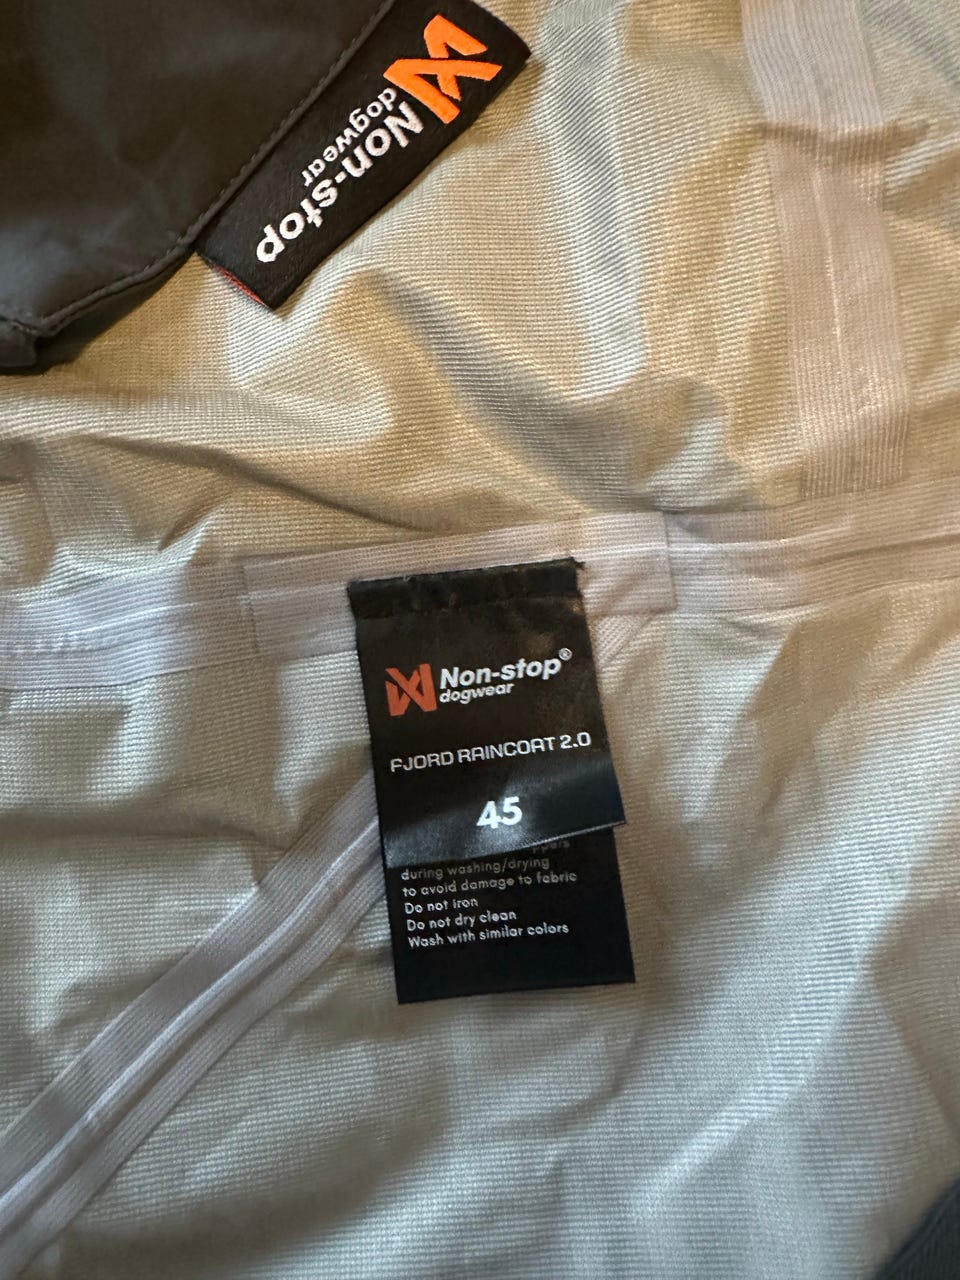 Non-stop
dogwear
Non-stop®
dogwear
FJORD RAINCOAT 2.0
45
during washing/drying
to avoid damage to fabric
Do not iron
Do not dry clean
Wash with similar colors